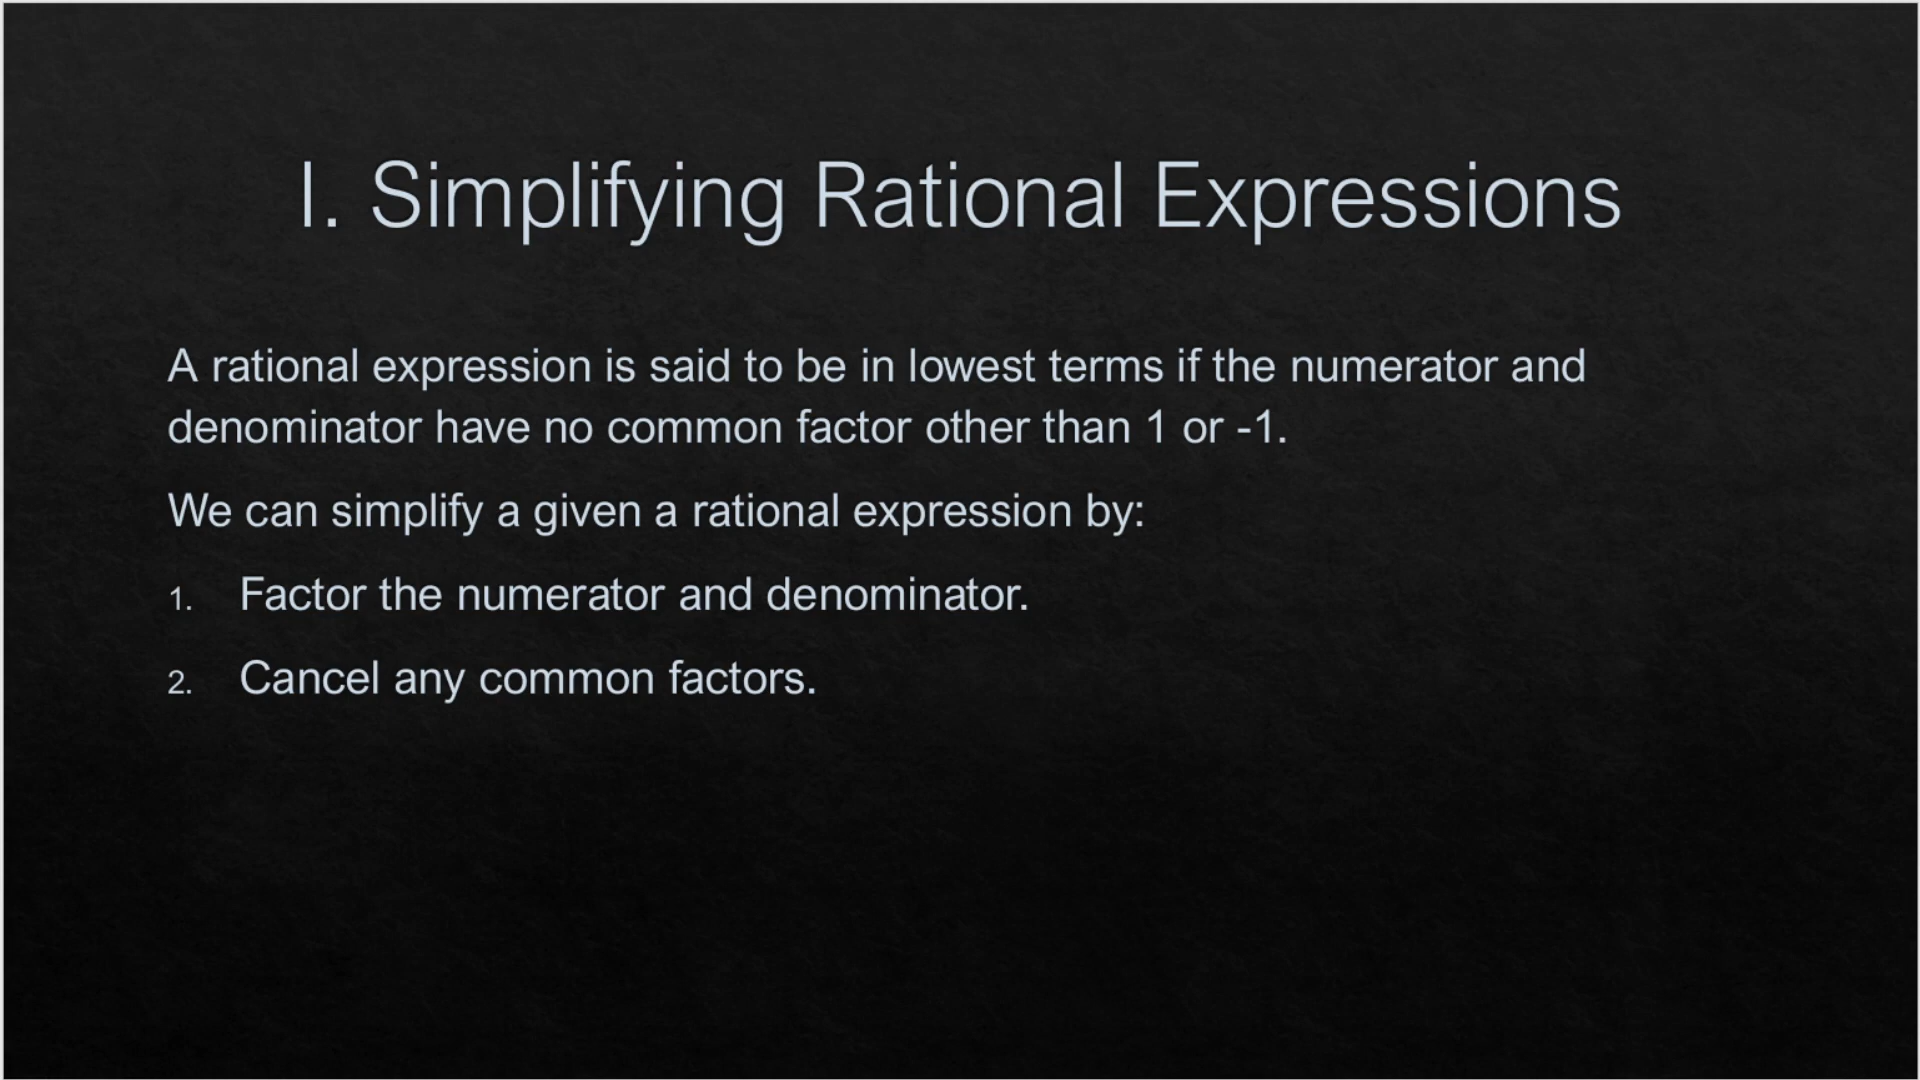 I. Simplifying Rational Expressions
A rational expression is said to be in lowest terms if the numerator and
denominator have no common factor other than 1 or -1.
We can simplify a given a rational expression by:
1. Factor the numerator and denominator.
2. Cancel any common factors.